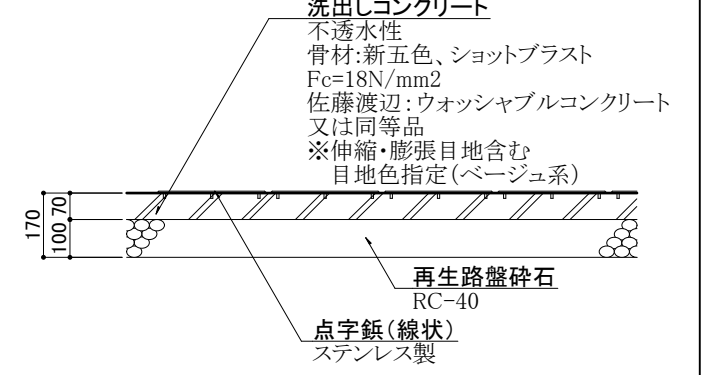 洗出しコンクリート
不透水性
骨材:新五色、ショットブラスト
Fc=18N/mm2
佐藤渡辺:ウォッシャブルコンクリート
又は同等品
※伸縮・膨張目地含む
目地色指定(ベージュ系)
170
70
100
再生路盤砕石
RC-40
点字鋲(線状)
ステンレス製